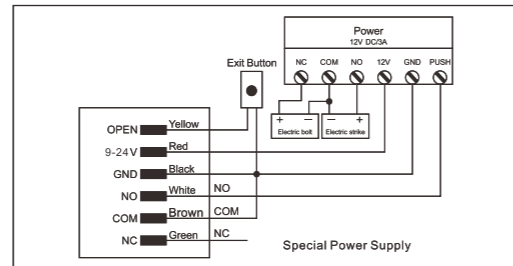 Power
12V DC/3A
NC COM NO 12V GND PUSH
Exit Button
+ − − +
Electric bolt Electric strike
OPEN Yellow
9-24V Red
GND Black
NO White NO
COM Brown COM
NC Green NC
Special Power Supply